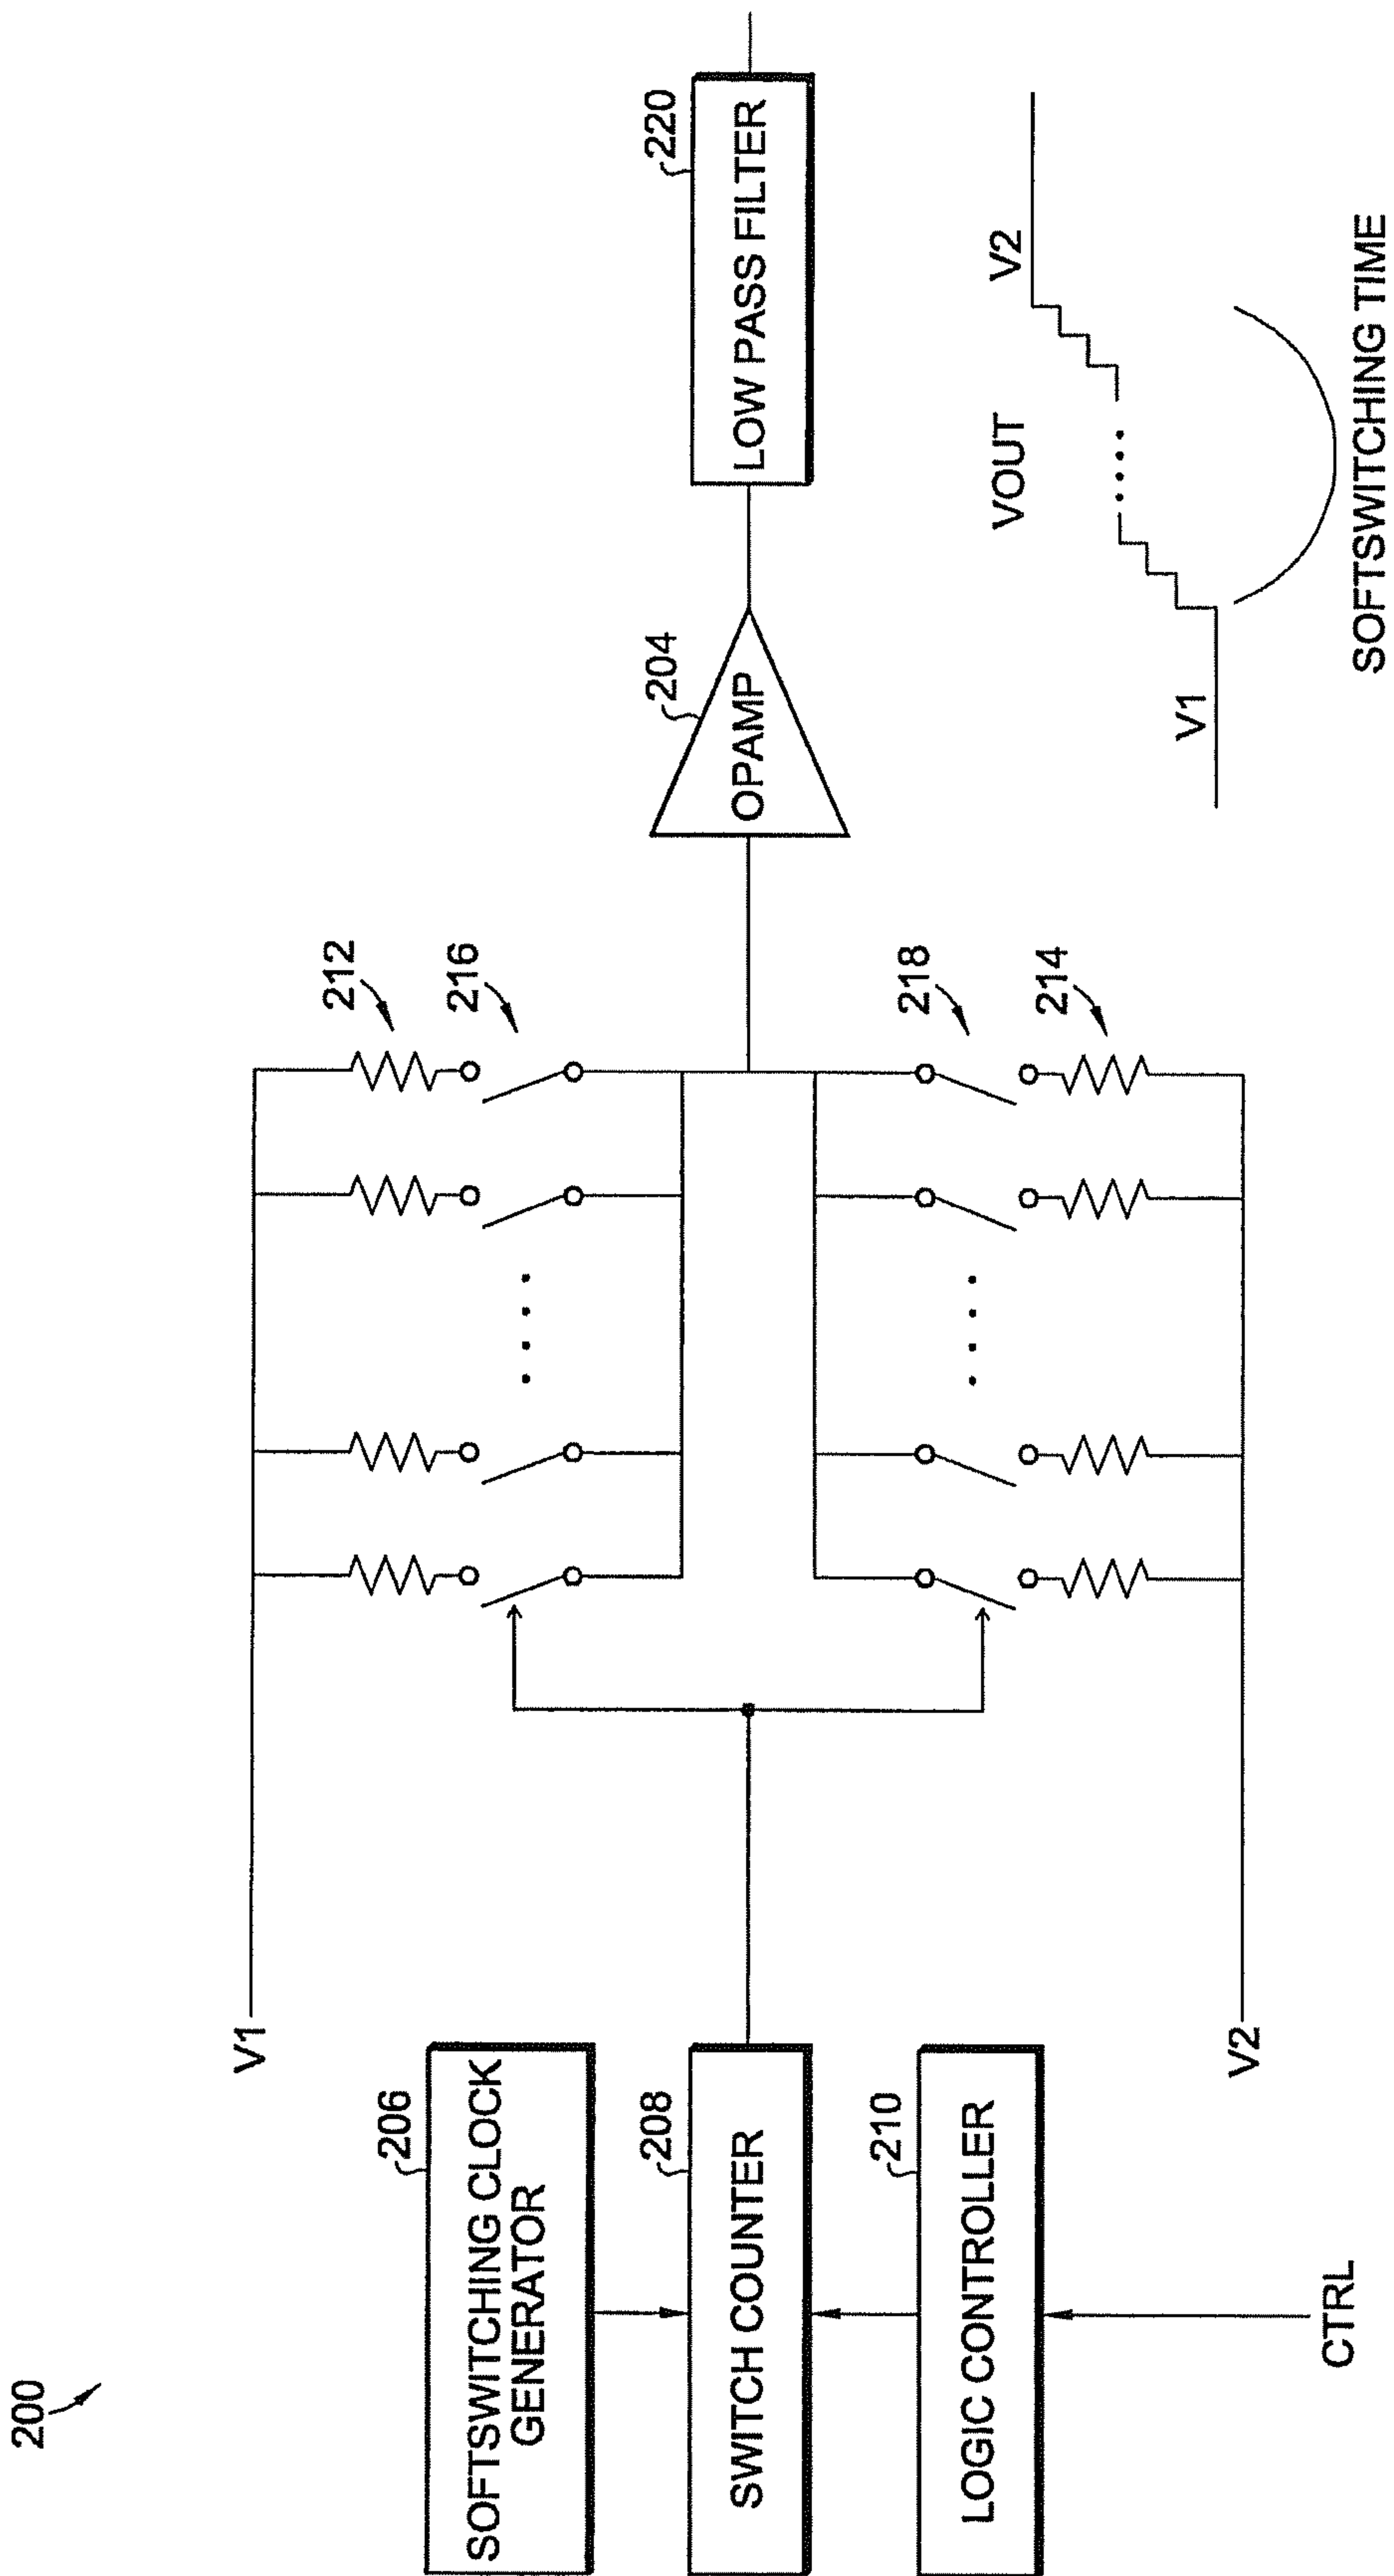 200
V1
212
216
206
SOFTSWITCHING CLOCK
GENERATOR
208
SWITCH COUNTER
210
LOGIC CONTROLLER
CTRL
V2
218
214
204
OPAMP
220
LOW PASS FILTER
V1
VOUT
V2
SOFTSWITCHING TIME